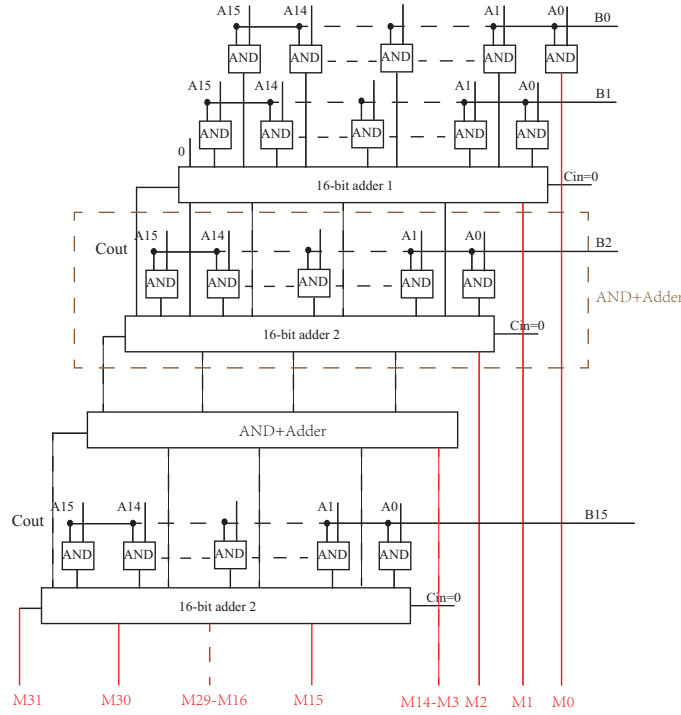 A15 A14 A1 A0 B0
AND AND AND AND AND
A15 A14 A1 A0 B1
AND AND AND AND AND
0
16-bit adder 1 Cin=0
Cout A15 A14 A1 A0 B2
AND AND AND AND AND
AND+Adder
16-bit adder 2 Cin=0
AND+Adder
Cout A15 A14 A1 A0 B15
AND AND AND AND AND
16-bit adder 2 Cin=0
M31 M30 M29-M16 M15 M14-M3 M2 M1 M0